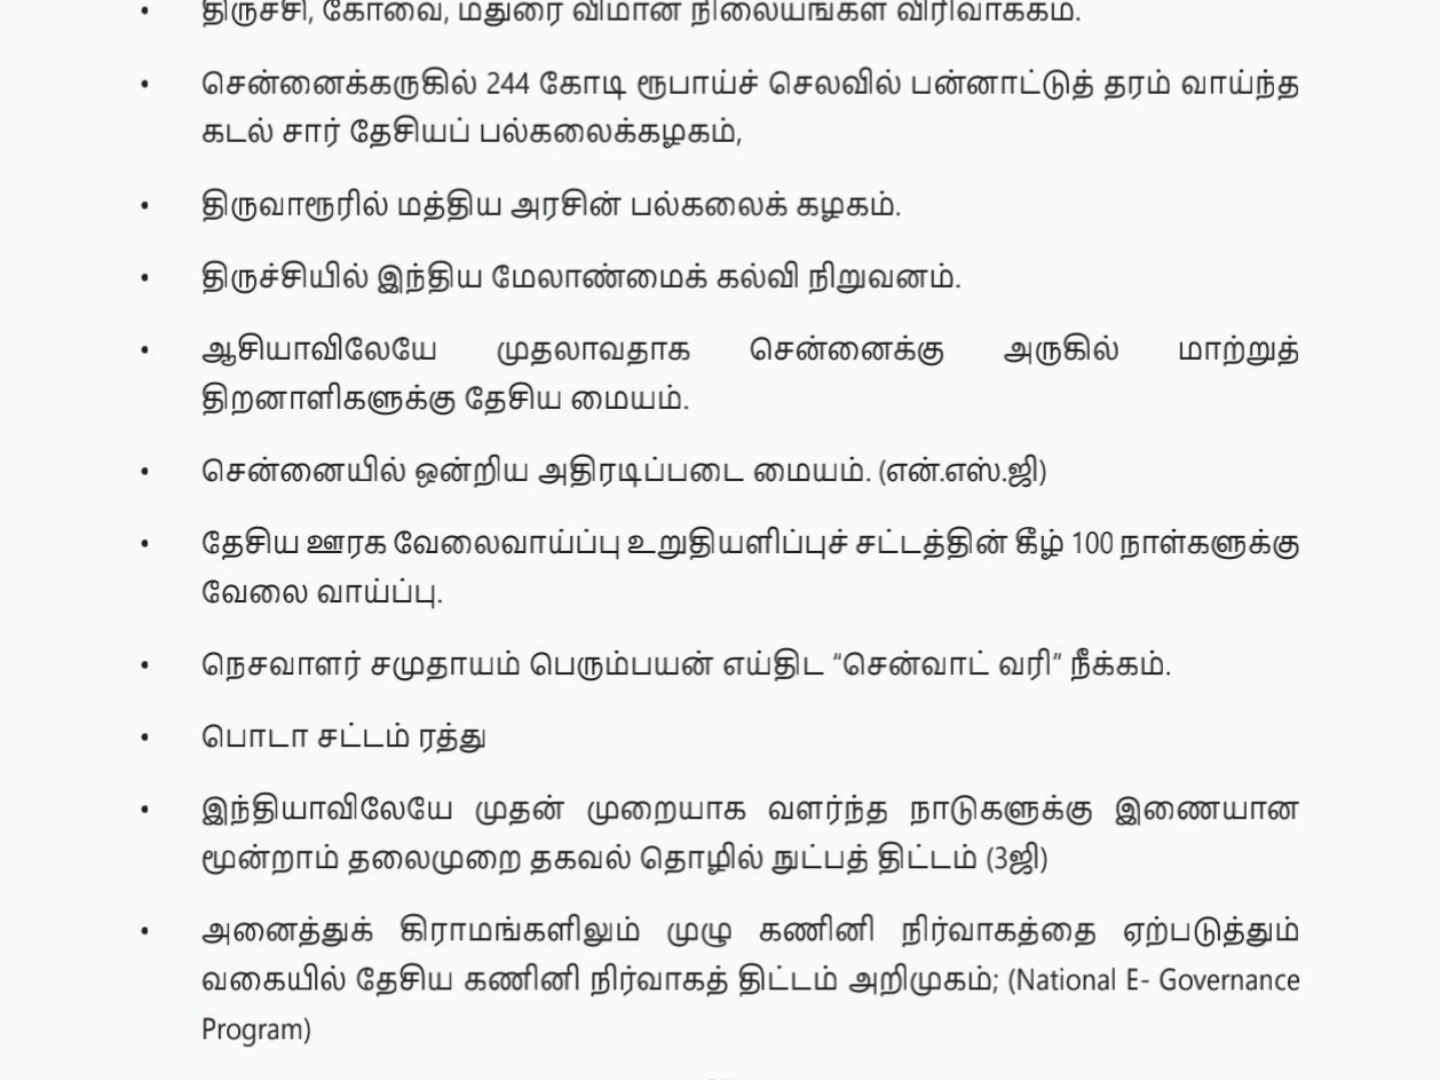 திருச்சி, கோவை, மதுரை விமான நிலையங்கள் விரிவாக்கம்.
• சென்னைக்கருகில் 244 கோடி ரூபாய்ச் செலவில் பன்னாட்டுத் தரம் வாய்ந்த
கடல் சார் தேசியப் பல்கலைக்கழகம்,
• திருவாரூரில் மத்திய அரசின் பல்கலைக் கழகம்.
• திருச்சியில் இந்திய மேலாண்மைக் கல்வி நிறுவனம்.
• ஆசியாவிலேயே முதலாவதாக சென்னைக்கு அருகில் மாற்றுத்
திறனாளிகளுக்கு தேசிய மையம்.
• சென்னையில் ஒன்றிய அதிரடிப்படை மையம். (என்.எஸ்.ஜி)
• தேசிய ஊரக வேலைவாய்ப்பு உறுதியளிப்புச் சட்டத்தின் கீழ் 100 நாள்களுக்கு
வேலை வாய்ப்பு.
• நெசவாளர் சமுதாயம் பெரும்பயன் எய்திட “சென்வாட் வரி” நீக்கம்.
• பொடா சட்டம் ரத்து
• இந்தியாவிலேயே முதன் முறையாக வளர்ந்த நாடுகளுக்கு இணையான
மூன்றாம் தலைமுறை தகவல் தொழில் நுட்பத் திட்டம் (3ஜி)
• அனைத்துக் கிராமங்களிலும் முழு கணினி நிர்வாகத்தை ஏற்படுத்தும்
வகையில் தேசிய கணினி நிர்வாகத் திட்டம் அறிமுகம்; (National E- Governance
Program)